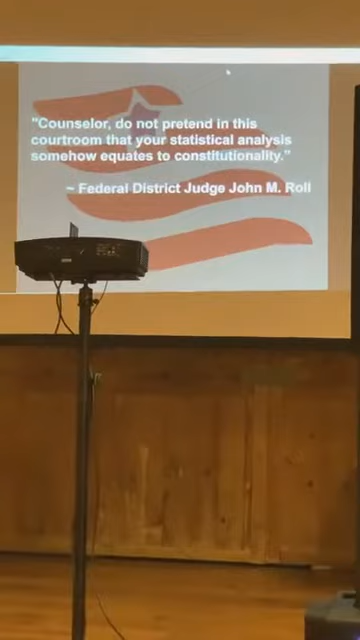 "Counselor, do not pretend in this
courtroom that your statistical analysis
somehow equates to constitutionality."
~ Federal District Judge John M. Roll